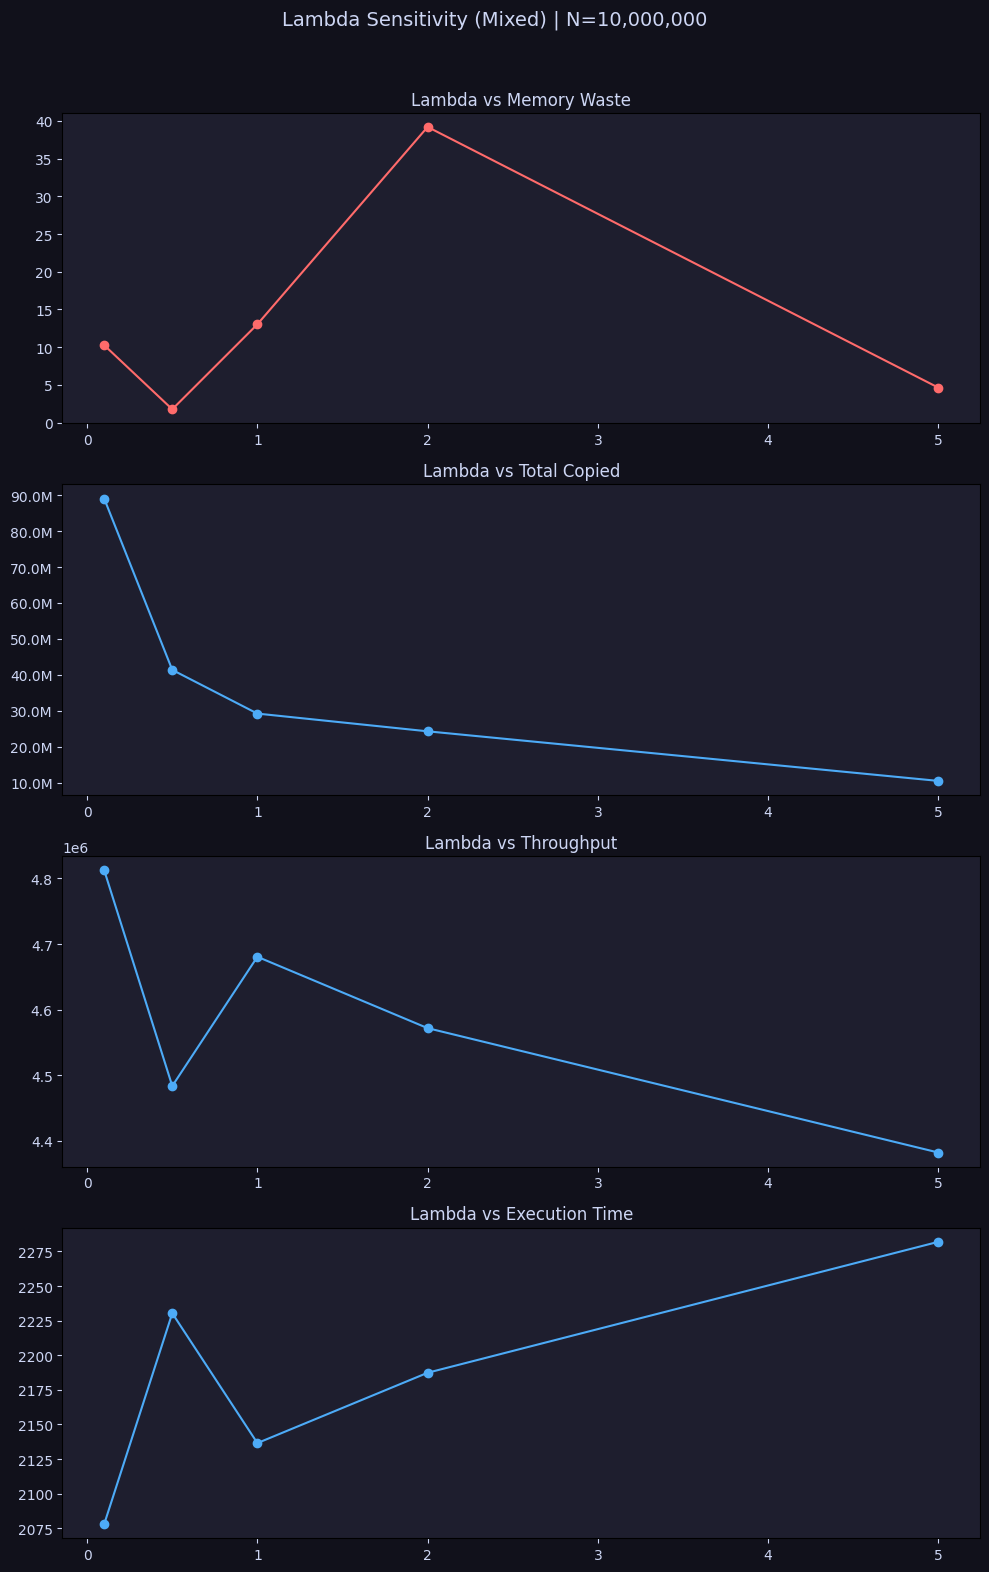 Lambda Sensitivity (Mixed) | N=10,000,000
Lambda vs Memory Waste
40
35
30
25
20
15
10
5
0
0 1 2 3 4 5
Lambda vs Total Copied
90.0M
80.0M
70.0M
60.0M
50.0M
40.0M
30.0M
20.0M
10.0M
0 1 2 3 4 5
Lambda vs Throughput
1e6
4.8
4.7
4.6
4.5
4.4
0 1 2 3 4 5
Lambda vs Execution Time
2275
2250
2225
2200
2175
2150
2125
2100
2075
0 1 2 3 4 5